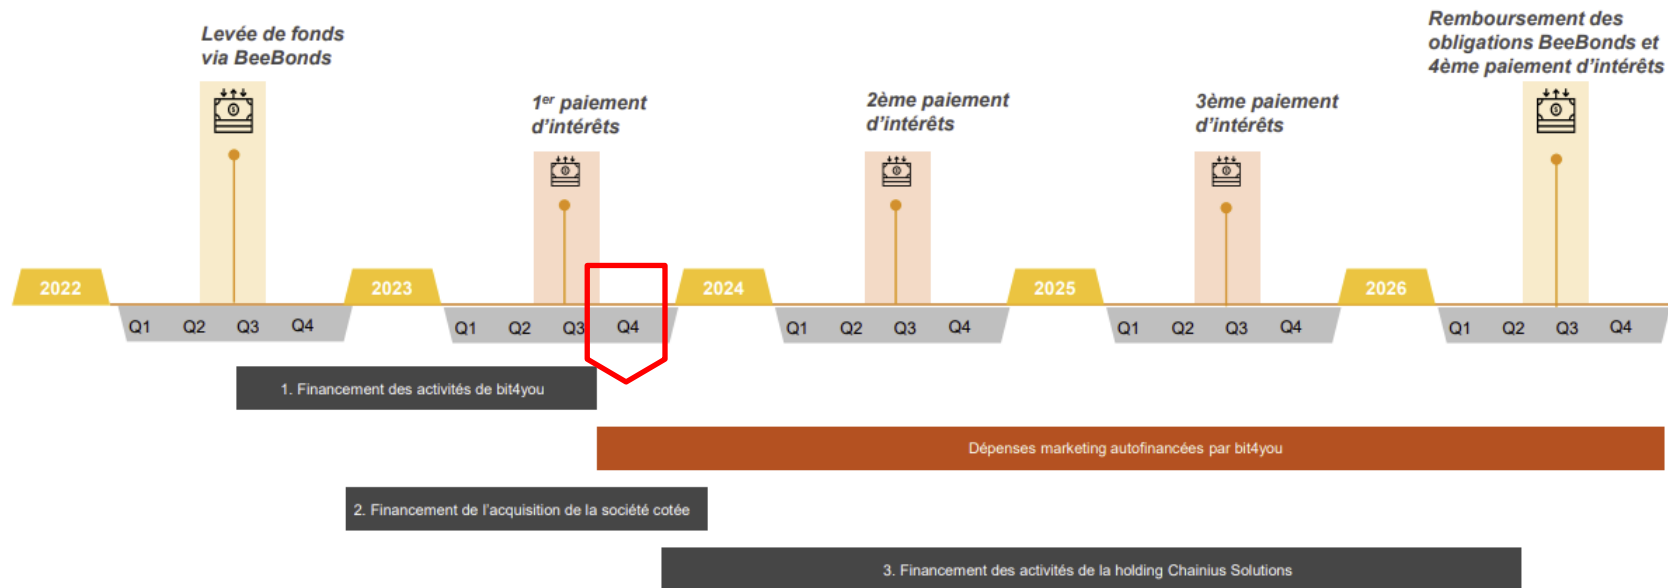 Levée de fonds
via BeeBonds
1er paiement
d'intérêts
2ème paiement
d'intérêts
3ème paiement
d'intérêts
Remboursement des
obligations BeeBonds et
4ème paiement d'intérêts
2022
2023
2024
2025
2026
Q1 Q2 Q3 Q4
Q1 Q2 Q3 Q4
Q1 Q2 Q3 Q4
Q1 Q2 Q3 Q4
Q1 Q2 Q3 Q4
1. Financement des activités de bit4you
Dépenses marketing autofinancées par bit4you
2. Financement de l'acquisition de la société cotée
3. Financement des activités de la holding Chainius Solutions